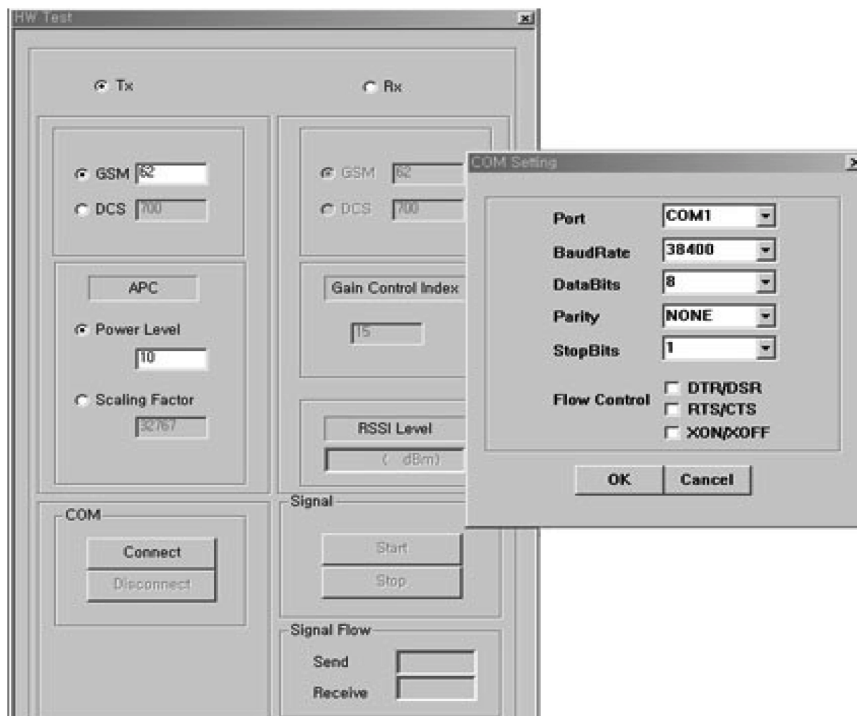 HW Test
Tx
Rx
GSM 62
DCS 700
APC
Power Level
10
Scaling Factor
32767
GSM 62
DCS 700
Gain Control Index
15
RSSI Level
( dBm)
COM
Connect
Disconnect
Signal
Start
Stop
Signal Flow
Send
Receive
COM Setting
Port COM1
BaudRate 38400
DataBits 8
Parity NONE
StopBits 1
Flow Control DTR/DSR
RTS/CTS
XON/XOFF
OK Cancel